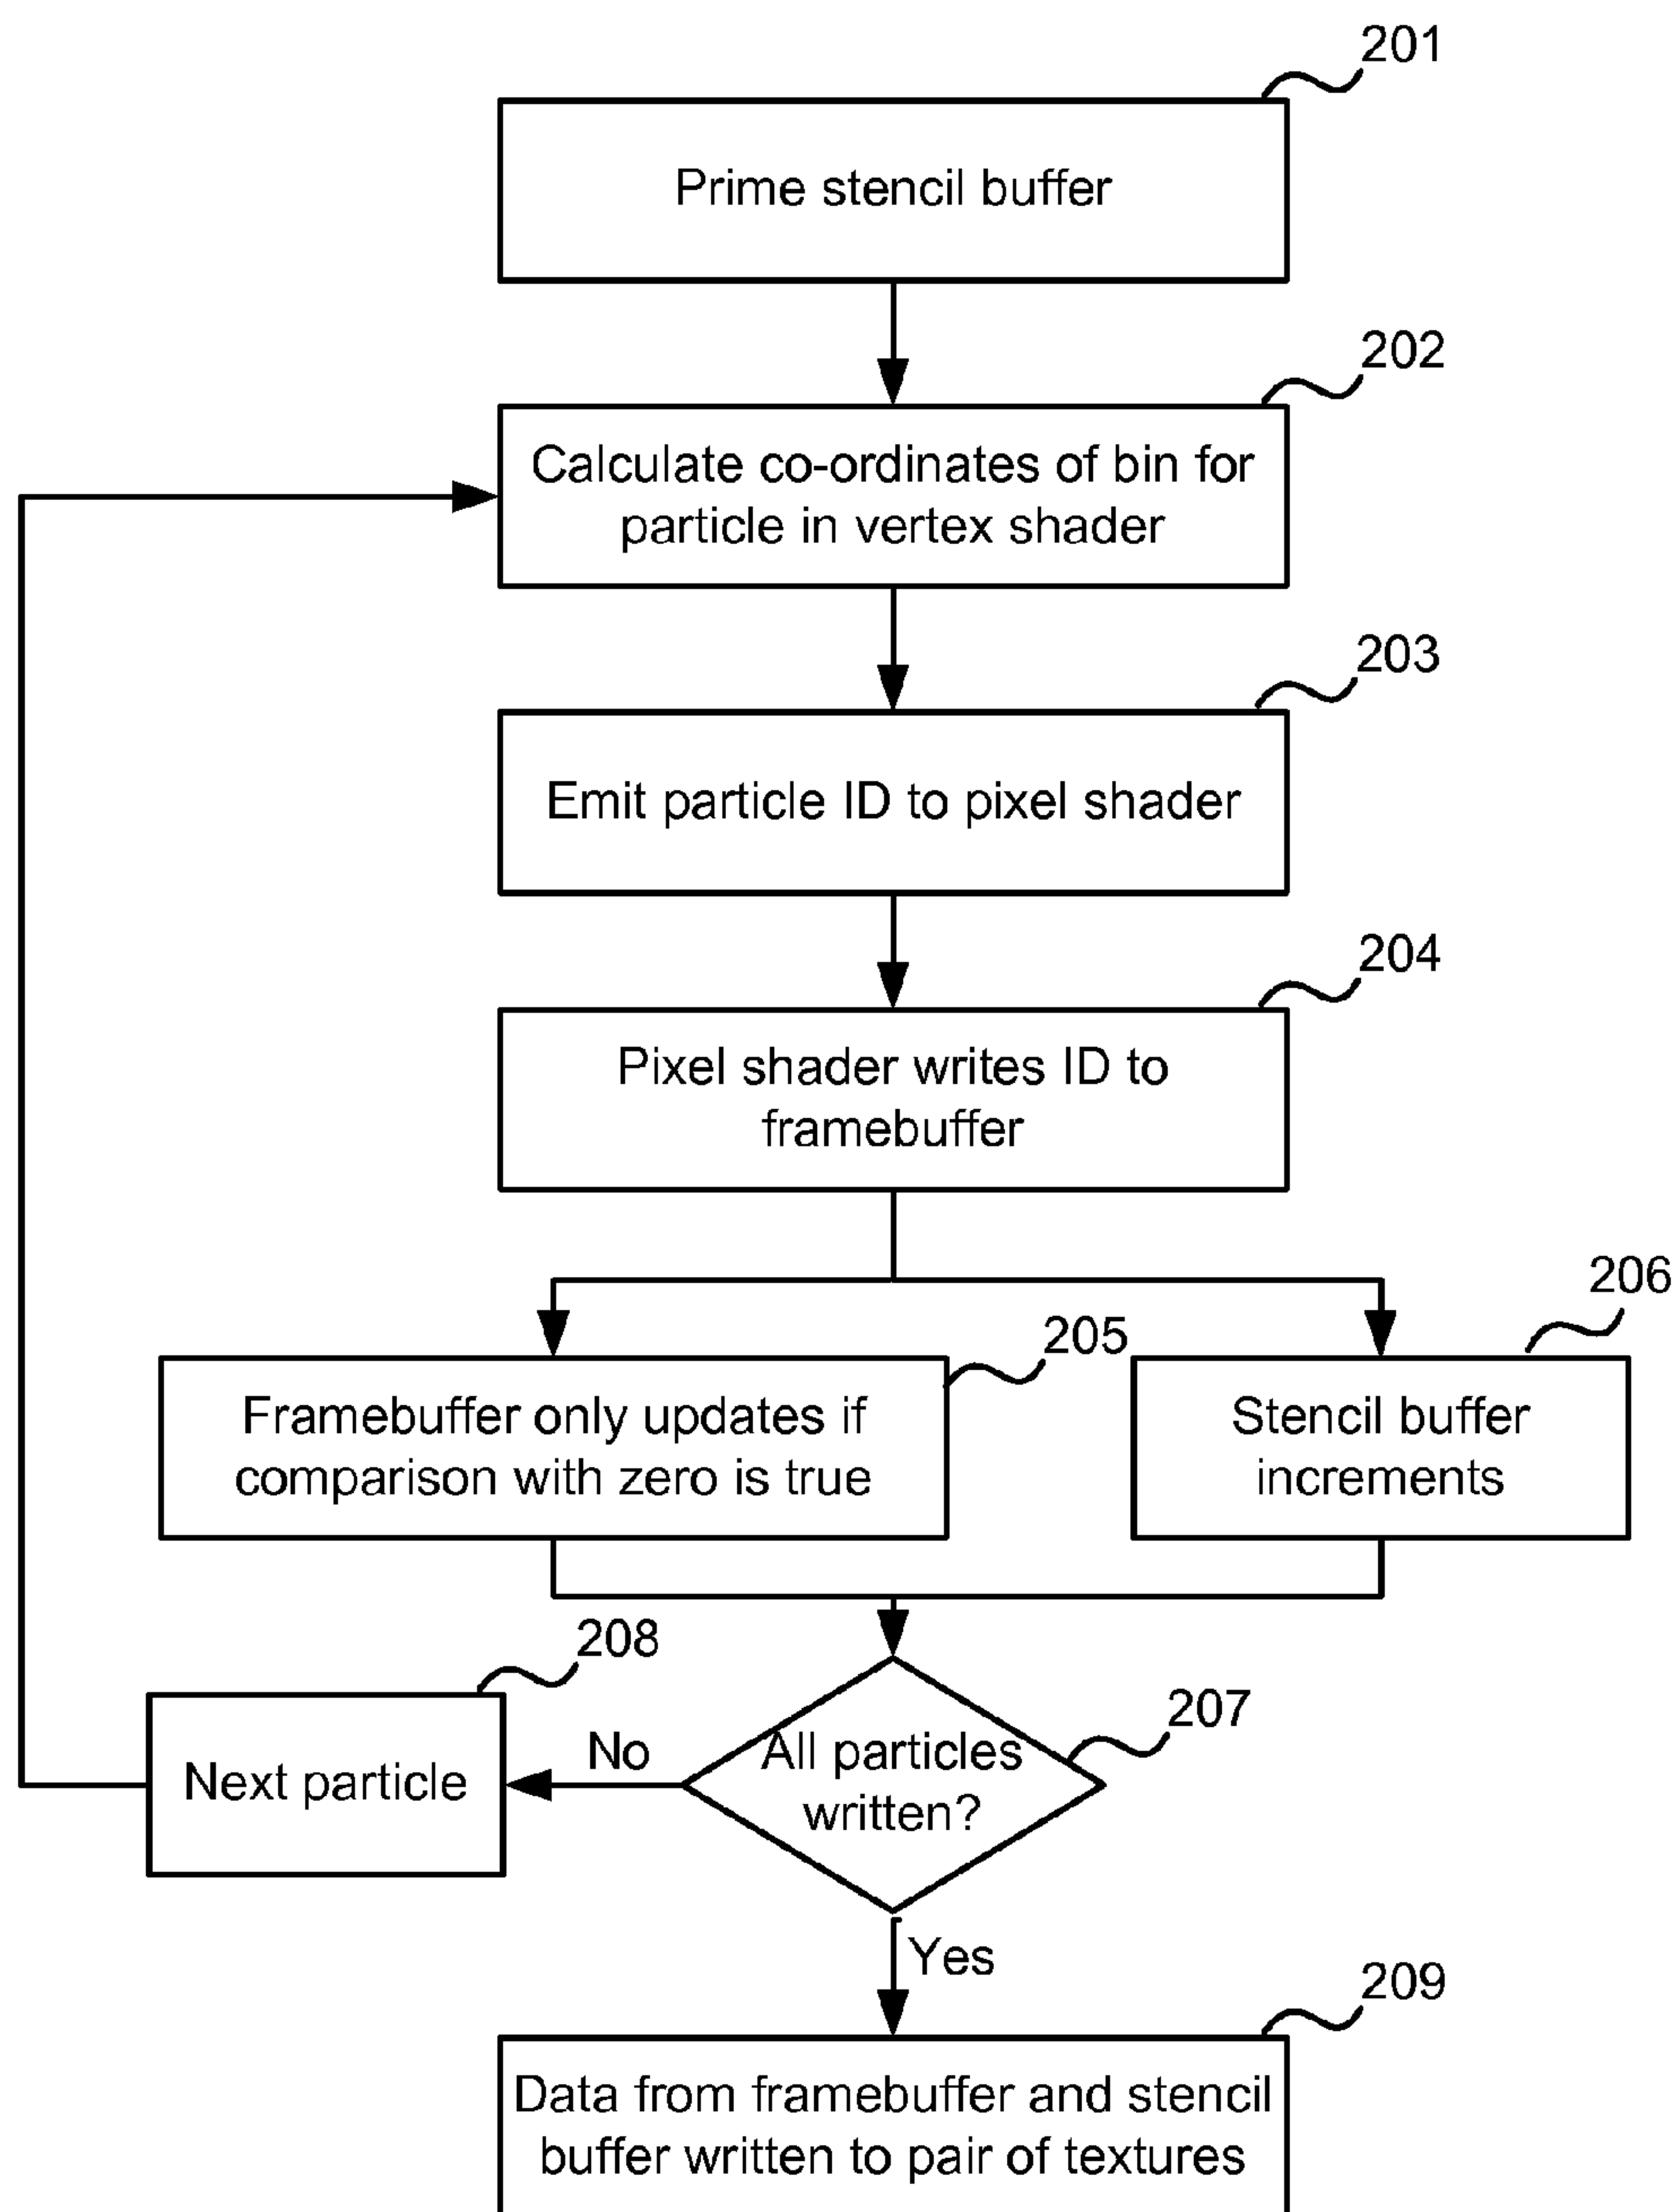 201
Prime stencil buffer
202
Calculate co-ordinates of bin for
particle in vertex shader
203
Emit particle ID to pixel shader
204
Pixel shader writes ID to
framebuffer
205
Framebuffer only updates if
comparison with zero is true
206
Stencil buffer
increments
207
All particles
written?
No
208
Next particle
Yes
209
Data from framebuffer and stencil
buffer written to pair of textures